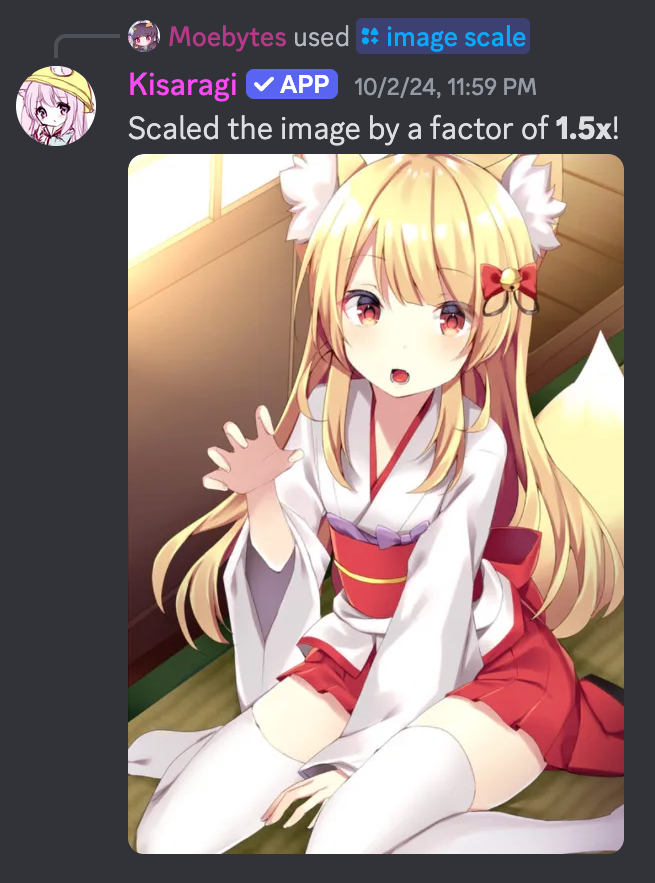 Moebytes used image scale
Kisaragi APP 10/2/24, 11:59 PM
Scaled the image by a factor of 1.5x!